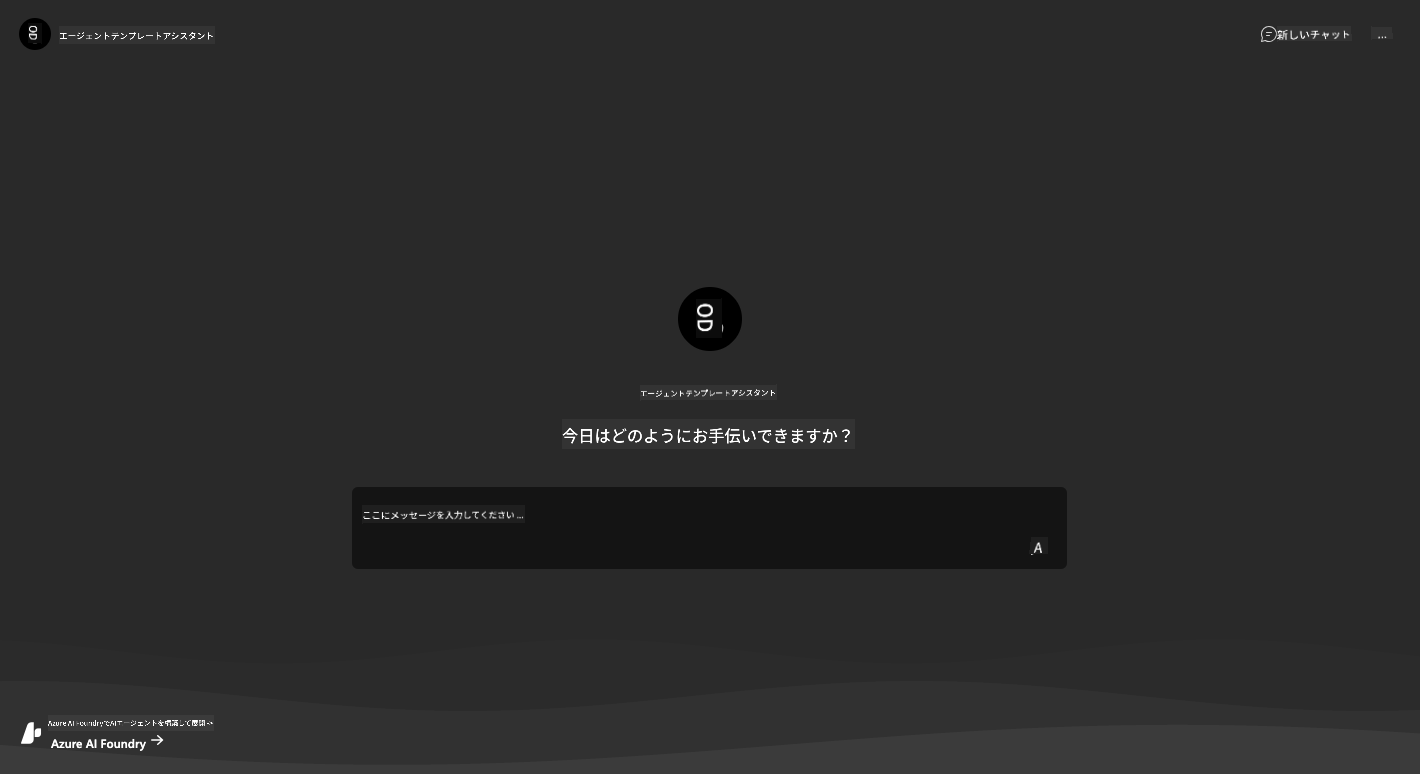 エージェントテンプレートアシスタント
新しいチャット
...
OD
エージェントテンプレートアシスタント
今日はどのようにお手伝いできますか？
ここにメッセージを入力してください ...
A
Azure AI FoundryでAIエージェントを構築して展開
Azure AI Foundry